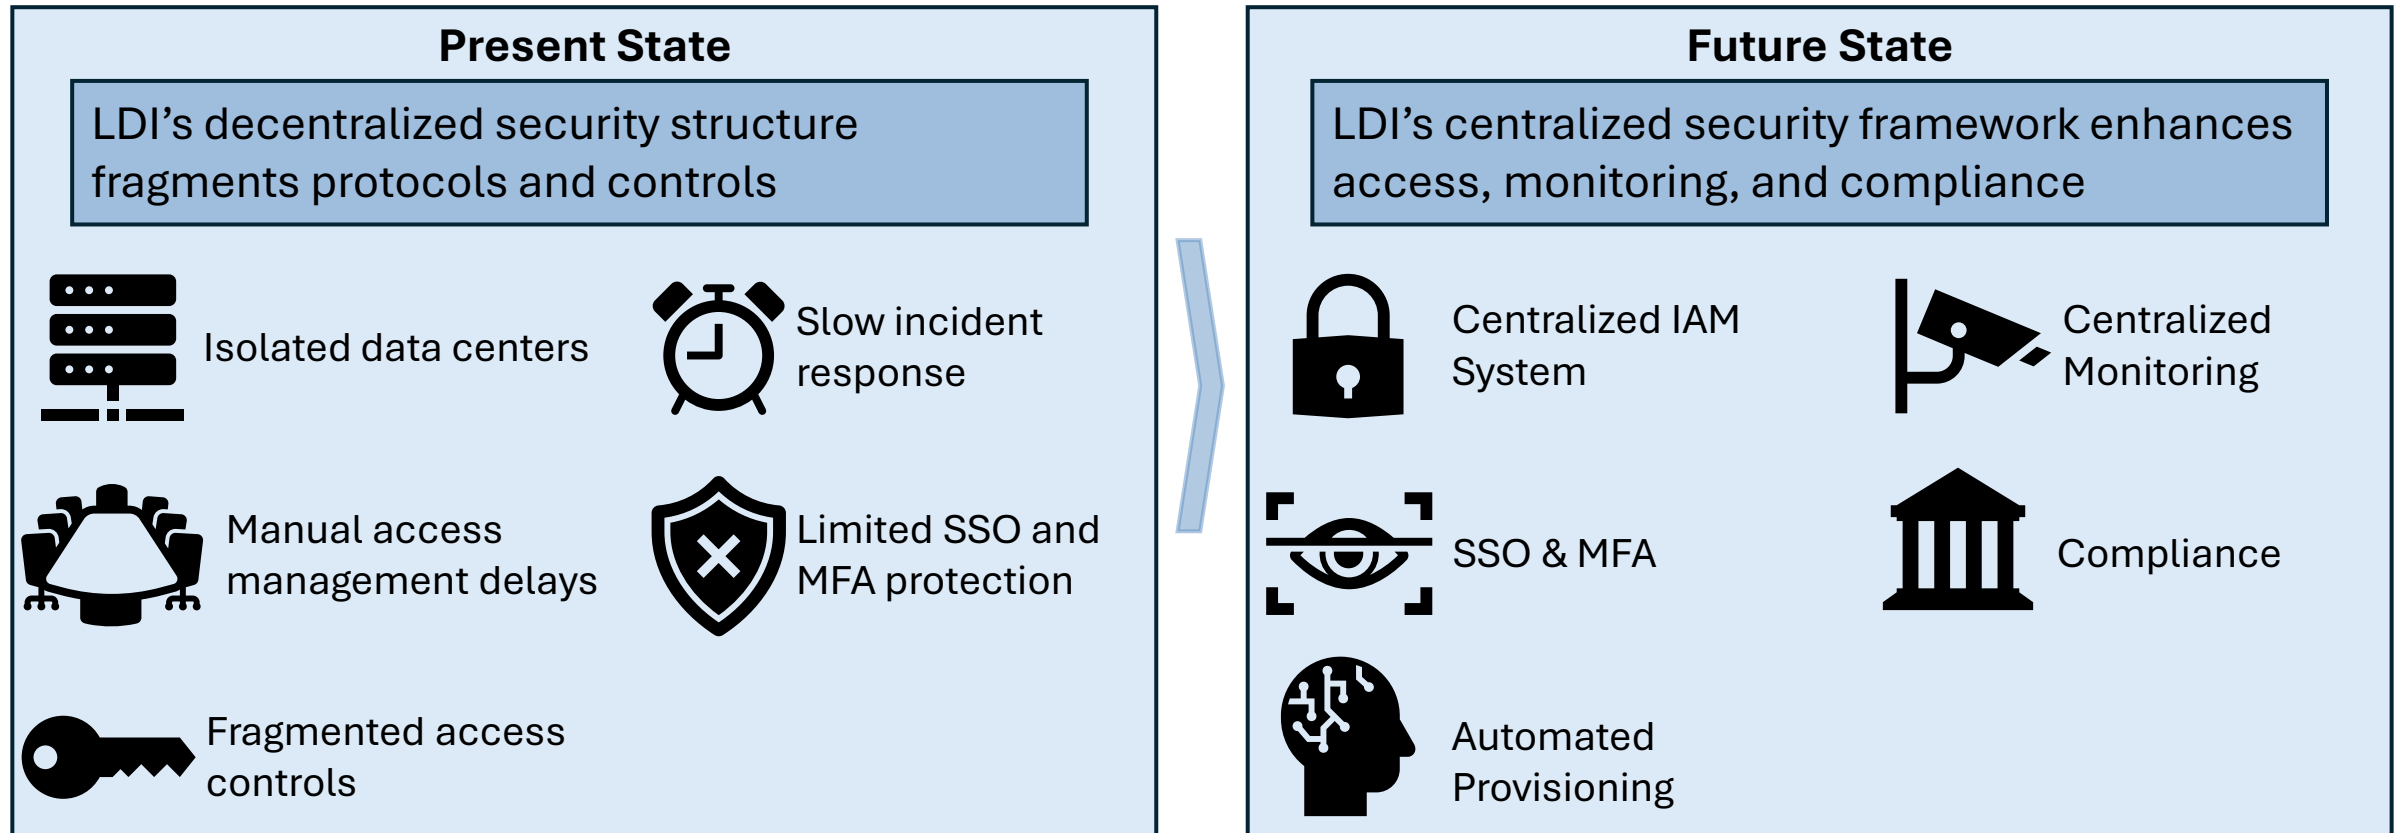 Present State
LDI’s decentralized security structure
fragments protocols and controls
Isolated data centers
Slow incident
response
Manual access
management delays
Limited SSO and
MFA protection
Fragmented access
controls
Future State
LDI’s centralized security framework enhances
access, monitoring, and compliance
Centralized IAM
System
Centralized
Monitoring
SSO & MFA
Compliance
Automated
Provisioning